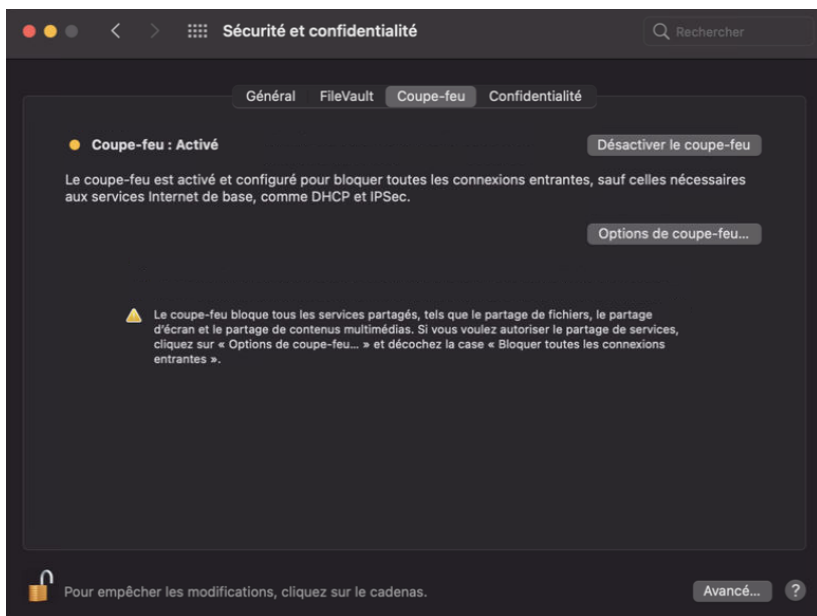 Sécurité et confidentialité
Rechercher
Général FileVault Coupe-feu Confidentialité
Coupe-feu : Activé
Désactiver le coupe-feu
Le coupe-feu est activé et configuré pour bloquer toutes les connexions entrantes, sauf celles nécessaires
aux services Internet de base, comme DHCP et IPSec.
Options de coupe-feu...
Le coupe-feu bloque tous les services partagés, tels que le partage de fichiers, le partage
d'écran et le partage de contenus multimédias. Si vous voulez autoriser le partage de services,
cliquez sur « Options de coupe-feu... » et décochez la case « Bloquer toutes les connexions
entrantes ».
Pour empêcher les modifications, cliquez sur le cadenas.
Avancé...
?